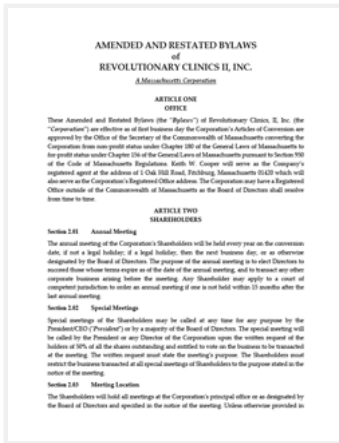 AMENDED AND RESTATED BYLAWS
of
REVOLUTIONARY CLINICS II, INC.
A Massachusetts Corporation
ARTICLE ONE
OFFICE
These Amended and Restated Bylaws (the "Bylaws") of Revolutionary Clinics, II, Inc. (the
"Corporation") are effective as of first business day the Corporation's Articles of Conversion are
approved by the Office of the Secretary of the Commonwealth of Massachusetts converting the
Corporation from non-profit status under Chapter 180 of the General Laws of Massachusetts to
for-profit status under Chapter 156 of the General Laws of Massachusetts pursuant to Section 950
of the Code of Massachusetts Regulations. Keith W. Cooper will serve as the Company's
registered agent at the address of 1 Oak Hill Road, Fitchburg, Massachusetts 01420 which will
also serve as the Corporation's Registered Office address. The Corporation may have a Registered
Office outside of the Commonwealth of Massachusetts as the Board of Directors shall resolve
from time to time.
ARTICLE TWO
SHAREHOLDERS
Section 2.01 Annual Meeting
The annual meeting of the Corporation's Shareholders will be held every year on the conversion
date, if not a legal holiday; if a legal holiday, then the next business day, or as otherwise
designated by the Board of Directors. The purpose of the annual meeting is to elect Directors to
succeed those whose terms expire as of the date of the annual meeting, and to transact any other
corporate business arising before the meeting. Any Shareholder may apply to a court of
competent jurisdiction to order an annual meeting if one is not held within 15 months after the
last annual meeting.
Section 2.02 Special Meetings
Special meetings of the Shareholders may be called at any time for any purpose by the
President/CEO ("President") or by a majority of the Board of Directors. The special meeting will
be called by the President or any Director of the Corporation upon the written request of the
holders of 50% of all the shares outstanding and entitled to vote on the business to be transacted
at the meeting. The written request must state the meeting's purpose. The Shareholders must
restrict the business transacted at all special meetings of Shareholders to the purpose stated in the
notice of the meeting.
Section 2.03 Meeting Location
The Shareholders will hold all meetings at the Corporation's principal office or as designated by
the Board of Directors and specified in the notice of the meeting. Unless otherwise provided in